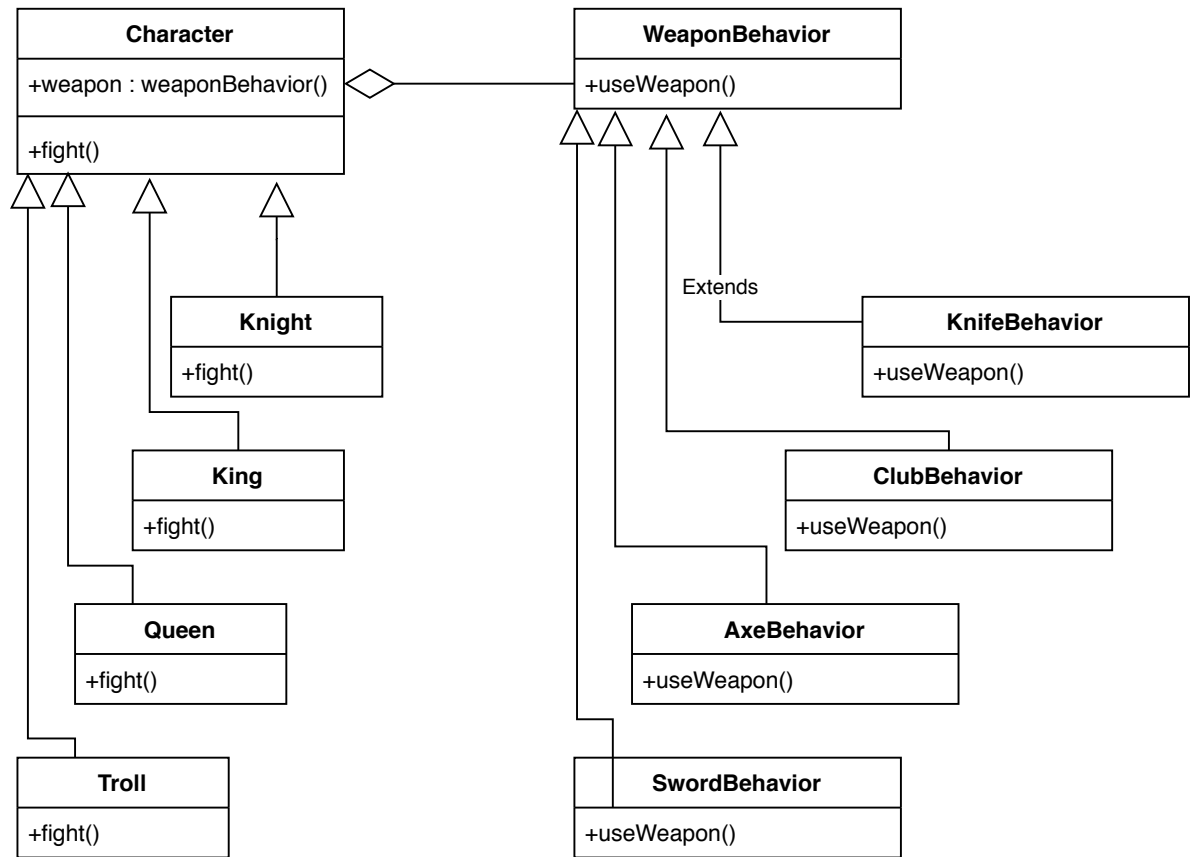 Character
+weapon : weaponBehavior()
+fight()
WeaponBehavior
+useWeapon()
Extends
Knight
+fight()
KnifeBehavior
+useWeapon()
King
+fight()
ClubBehavior
+useWeapon()
Queen
+fight()
AxeBehavior
+useWeapon()
Troll
+fight()
SwordBehavior
+useWeapon()